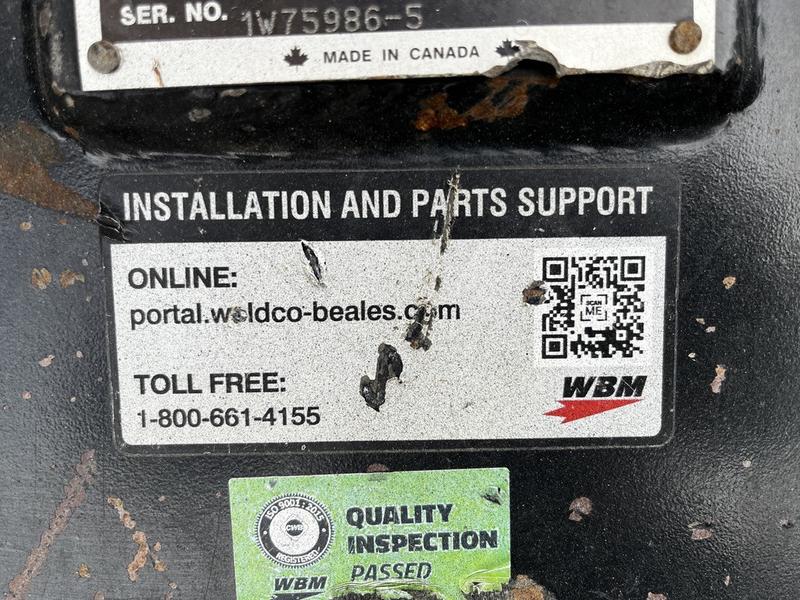 SER. NO. 1W75986-5
MADE IN CANADA
INSTALLATION AND PARTS SUPPORT
ONLINE:
portal.weldco-beales.com
SCAN
ME
TOLL FREE:
1-800-661-4155
WBM
ISO 9001:2015
CWB
REGISTERED
QUALITY
INSPECTION
PASSED
WBM